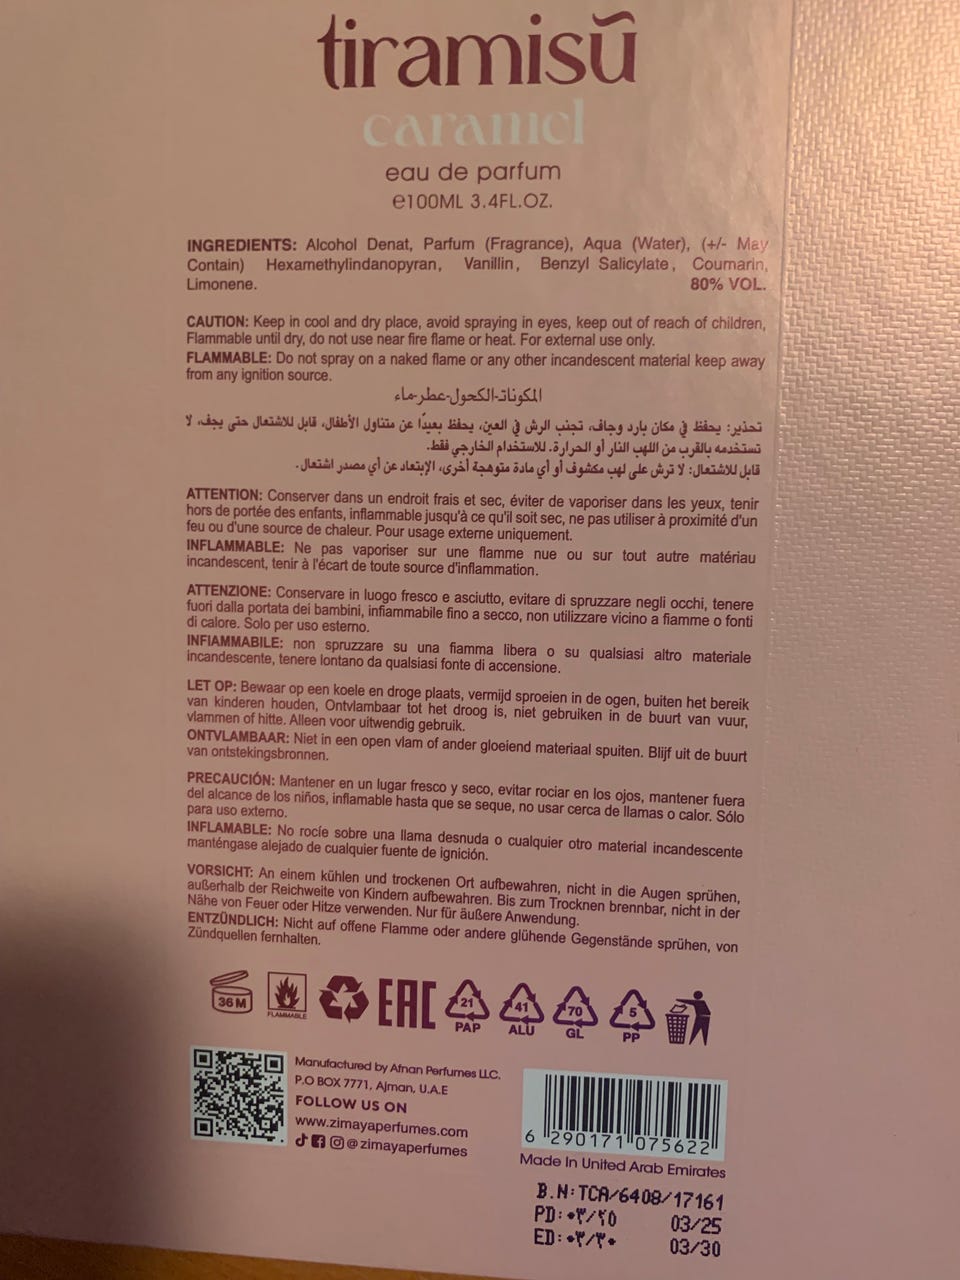 tiramisū
caramel
eau de parfum
℮100ML 3.4FL.OZ.
INGREDIENTS: Alcohol Denat, Parfum (Fragrance), Aqua (Water), (+/- May
Contain) Hexamethylindanopyran, Vanillin, Benzyl Salicylate, Coumarin,
Limonene. 80% VOL.
CAUTION: Keep in cool and dry place, avoid spraying in eyes, keep out of reach of children,
Flammable until dry, do not use near fire flame or heat. For external use only.
FLAMMABLE: Do not spray on a naked flame or any other incandescent material keep away
from any ignition source.
المكونات-الكحول-عطر-ماء
تحذير: يحفظ في مكان بارد وجاف، تجنب الرش في العين، يحفظ بعيدًا عن متناول الأطفال، قابل للاشتعال حتى يجف، لا
تستخدمه بالقرب من اللهب النار أو الحرارة. للاستخدام الخارجي فقط.
قابل للاشتعال: لا ترش على لهب مكشوف أو أي مادة متوهجة أخرى، الإبتعاد عن أي مصدر اشتعال.
ATTENTION: Conserver dans un endroit frais et sec, éviter de vaporiser dans les yeux, tenir
hors de portée des enfants, inflammable jusqu'à ce qu'il soit sec, ne pas utiliser à proximité d'un
feu ou d'une source de chaleur. Pour usage externe uniquement.
INFLAMMABLE: Ne pas vaporiser sur une flamme nue ou sur tout autre matériau
incandescent, tenir à l'écart de toute source d'inflammation.
ATTENZIONE: Conservare in luogo fresco e asciutto, evitare di spruzzare negli occhi, tenere
fuori dalla portata dei bambini, infiammabile fino a secco, non utilizzare vicino a fiamme o fonti
di calore. Solo per uso esterno.
INFIAMMABILE: non spruzzare su una fiamma libera o su qualsiasi altro materiale
incandescente, tenere lontano da qualsiasi fonte di accensione.
LET OP: Bewaar op een koele en droge plaats, vermijd sproeien in de ogen, buiten het bereik
van kinderen houden, Ontvlambaar tot het droog is, niet gebruiken in de buurt van vuur,
vlammen of hitte. Alleen voor uitwendig gebruik.
ONTVLAMBAAR: Niet in een open vlam of ander gloeiend materiaal spuiten. Blijf uit de buurt
van ontstekingsbronnen.
PRECAUCIÓN: Mantener en un lugar fresco y seco, evitar rociar en los ojos, mantener fuera
del alcance de los niños, inflamable hasta que se seque, no usar cerca de llamas o calor. Sólo
para uso externo.
INFLAMABLE: No rocíe sobre una llama desnuda o cualquier otro material incandescente
manténgase alejado de cualquier fuente de ignición.
VORSICHT: An einem kühlen und trockenen Ort aufbewahren, nicht in die Augen sprühen,
außerhalb der Reichweite von Kindern aufbewahren. Bis zum Trocknen brennbar, nicht in der
Nähe von Feuer oder Hitze verwenden. Nur für äußere Anwendung.
ENTZÜNDLICH: Nicht auf offene Flamme oder andere glühende Gegenstände sprühen, von
Zündquellen fernhalten.
36 M
FLAMMABLE
EAC
21
PAP
41
ALU
70
GL
5
PP
Manufactured by Afnan Perfumes LLC.
P.O BOX 7771, Ajman, U.A.E
FOLLOW US ON
www.zimayaperfumes.com
@zimayaperfumes
6 290171 075622
Made In United Arab Emirates
B.N:TCA/6408/17161
PD: ٠٣/٢٥ 03/25
ED: ٠٣/٣٠ 03/30